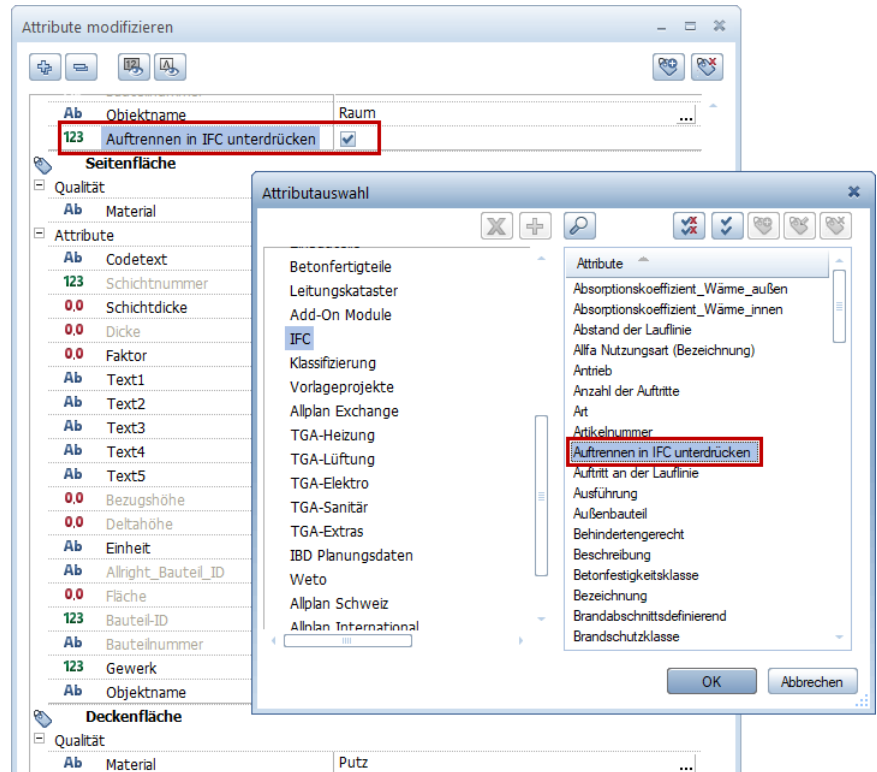 Attribute modifizieren
Ab Objektname Raum ...
123 Auftrennen in IFC unterdrücken
Seitenfläche
Qualität
Ab Material
Attribute
Ab Codetext
123 Schichtnummer
0,0 Schichtdicke
0,0 Dicke
0,0 Faktor
Ab Text1
Ab Text2
Ab Text3
Ab Text4
Ab Text5
0,0 Bezugshöhe
0,0 Deltahöhe
Ab Einheit
Ab Allright_Bauteil_ID
0,0 Fläche
123 Bauteil-ID
Ab Bauteilnummer
123 Gewerk
Ab Objektname
Deckenfläche
Qualität
Ab Material Putz ...
Attributauswahl
Betonfertigteile
Leitungskataster
Add-On Module
IFC
Klassifizierung
Vorlageprojekte
Allplan Exchange
TGA-Heizung
TGA-Lüftung
TGA-Elektro
TGA-Sanitär
TGA-Extras
IBD Planungsdaten
Weto
Allplan Schweiz
Allplan International
Attribute
Absorptionskoeffizient_Wärme_außen
Absorptionskoeffizient_Wärme_innen
Abstand der Lauflinie
Allfa Nutzungsart (Bezeichnung)
Antrieb
Anzahl der Auftritte
Art
Artikelnummer
Auftrennen in IFC unterdrücken
Auftritt an der Lauflinie
Ausführung
Außenbauteil
Behindertengerecht
Beschreibung
Betonfestigkeitsklasse
Bezeichnung
Brandabschnittsdefinierend
Brandschutzklasse
OK Abbrechen